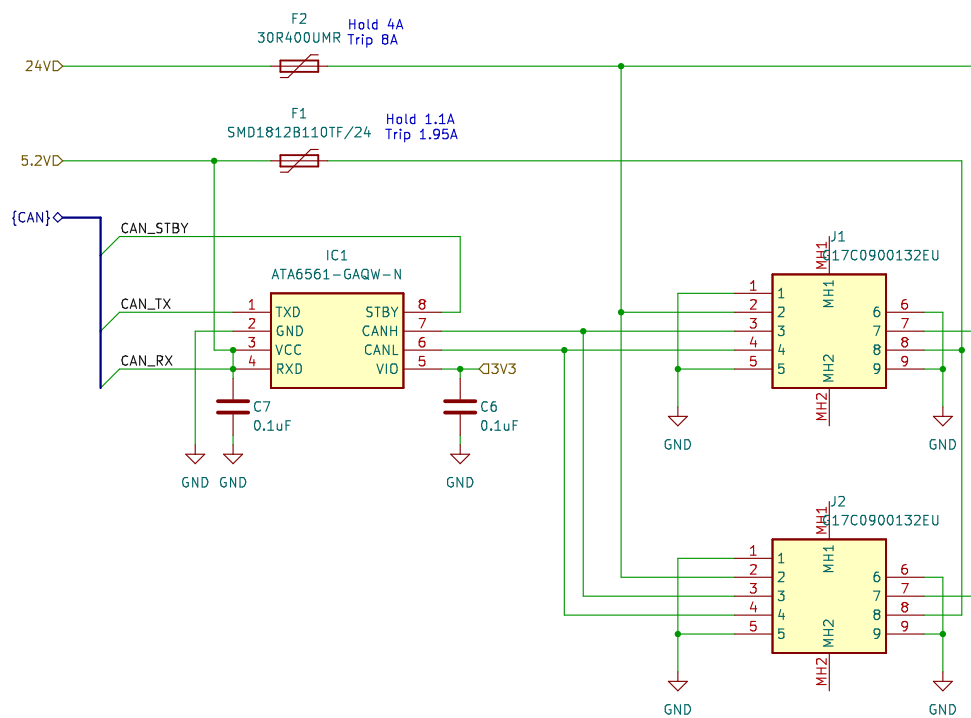 F2
30R400UMR
Hold 4A
Trip 8A
24V
F1
SMD1812B110TF/24
Hold 1.1A
Trip 1.95A
5.2V
{CAN}
CAN_STBY
CAN_TX
CAN_RX
IC1
ATA6561-GAQW-N
1 TXD STBY 8
2 GND CANH 7
3 VCC CANL 6
4 RXD VIO 5
3V3
C7
0.1uF
C6
0.1uF
GND
GND
GND
J1
G17C0900132EU
MH1
MH1
1 1
2 2 6 6
3 3 7 7
4 4 8 8
5 5 9 9
MH2
MH2
GND
GND
J2
G17C0900132EU
MH1
MH1
1 1
2 2 6 6
3 3 7 7
4 4 8 8
5 5 9 9
MH2
MH2
GND
GND